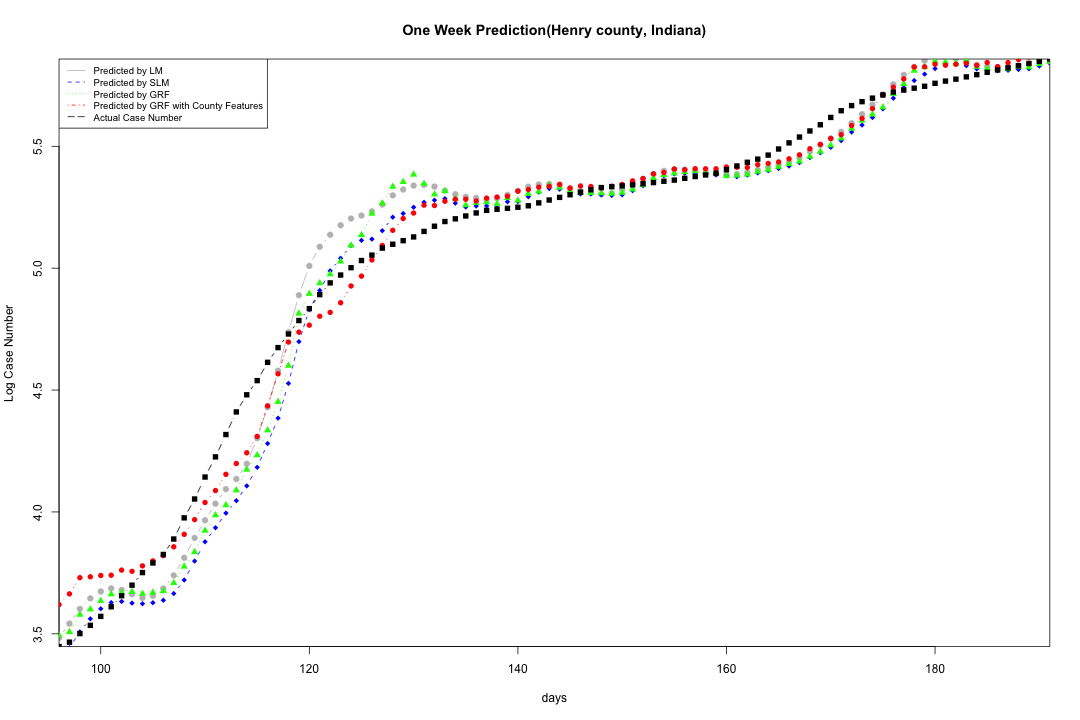 One Week Prediction(Henry county, Indiana)
Predicted by LM
Predicted by SLM
Predicted by GRF
Predicted by GRF with County Features
Actual Case Number
Log Case Number
5.5
5.0
4.5
4.0
3.5
100 120 140 160 180
days